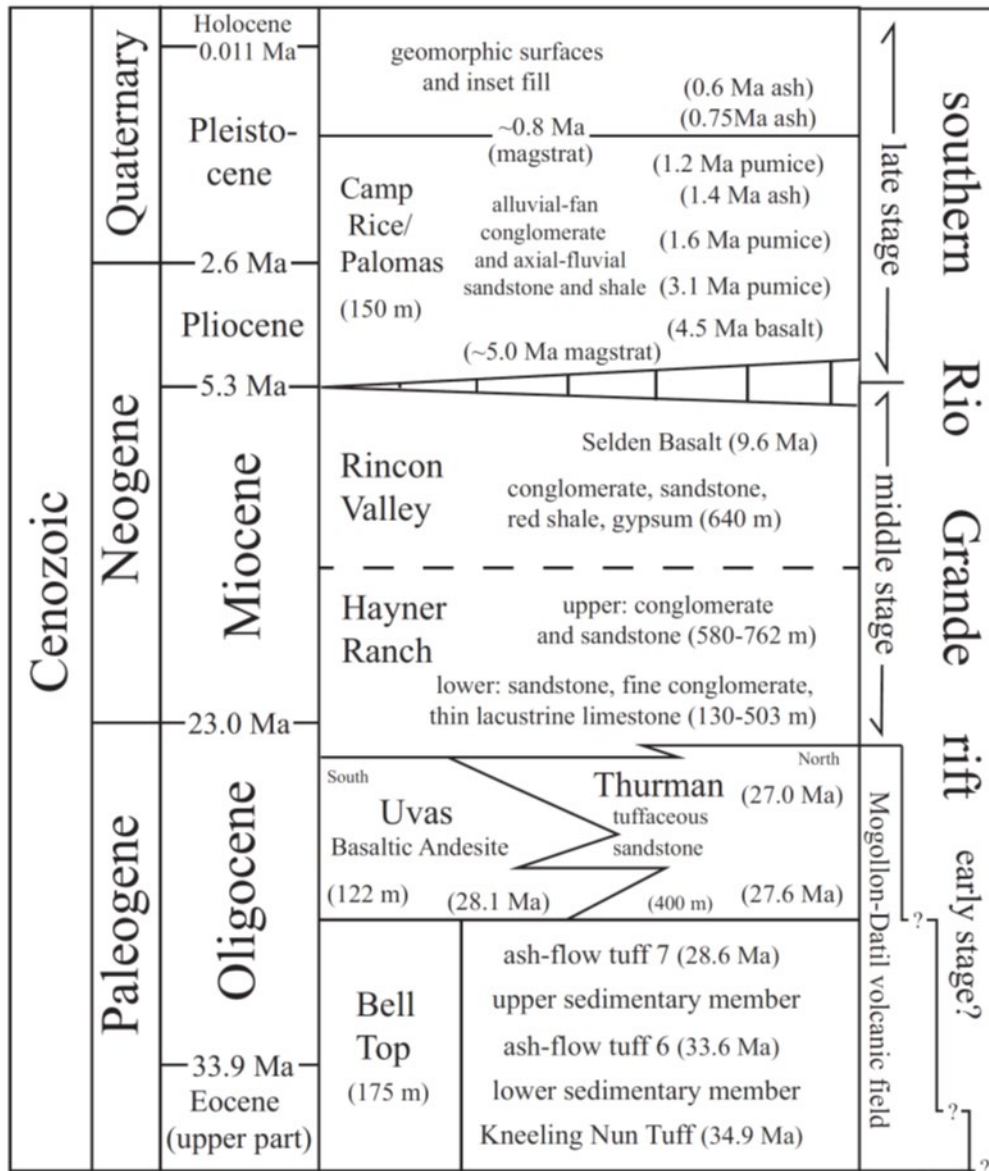 Cenozoic
Quaternary
Neogene
Paleogene
Holocene
0.011 Ma
Pleisto-
cene
2.6 Ma
Pliocene
5.3 Ma
Miocene
23.0 Ma
Oligocene
33.9 Ma
Eocene
(upper part)
geomorphic surfaces
and inset fill
(0.6 Ma ash)
(0.75Ma ash)
~0.8 Ma
(magstrat)
Camp
Rice/
Palomas
(150 m)
alluvial-fan
conglomerate
and axial-fluvial
sandstone and shale
(1.2 Ma pumice)
(1.4 Ma ash)
(1.6 Ma pumice)
(3.1 Ma pumice)
(4.5 Ma basalt)
(~5.0 Ma magstrat)
Rincon
Valley
Selden Basalt (9.6 Ma)
conglomerate, sandstone,
red shale, gypsum (640 m)
Hayner
Ranch
upper: conglomerate
and sandstone (580-762 m)
lower: sandstone, fine conglomerate,
thin lacustrine limestone (130-503 m)
South
Uvas
Basaltic Andesite
(122 m)
(28.1 Ma)
North
Thurman
tuffaceous
sandstone
(27.0 Ma)
(400 m)
(27.6 Ma)
Bell
Top
(175 m)
ash-flow tuff 7 (28.6 Ma)
upper sedimentary member
ash-flow tuff 6 (33.6 Ma)
lower sedimentary member
Kneeling Nun Tuff (34.9 Ma)
late stage
middle stage
Mogollon-Datil volcanic field
southern Rio Grande rift
early stage?
?
?
?